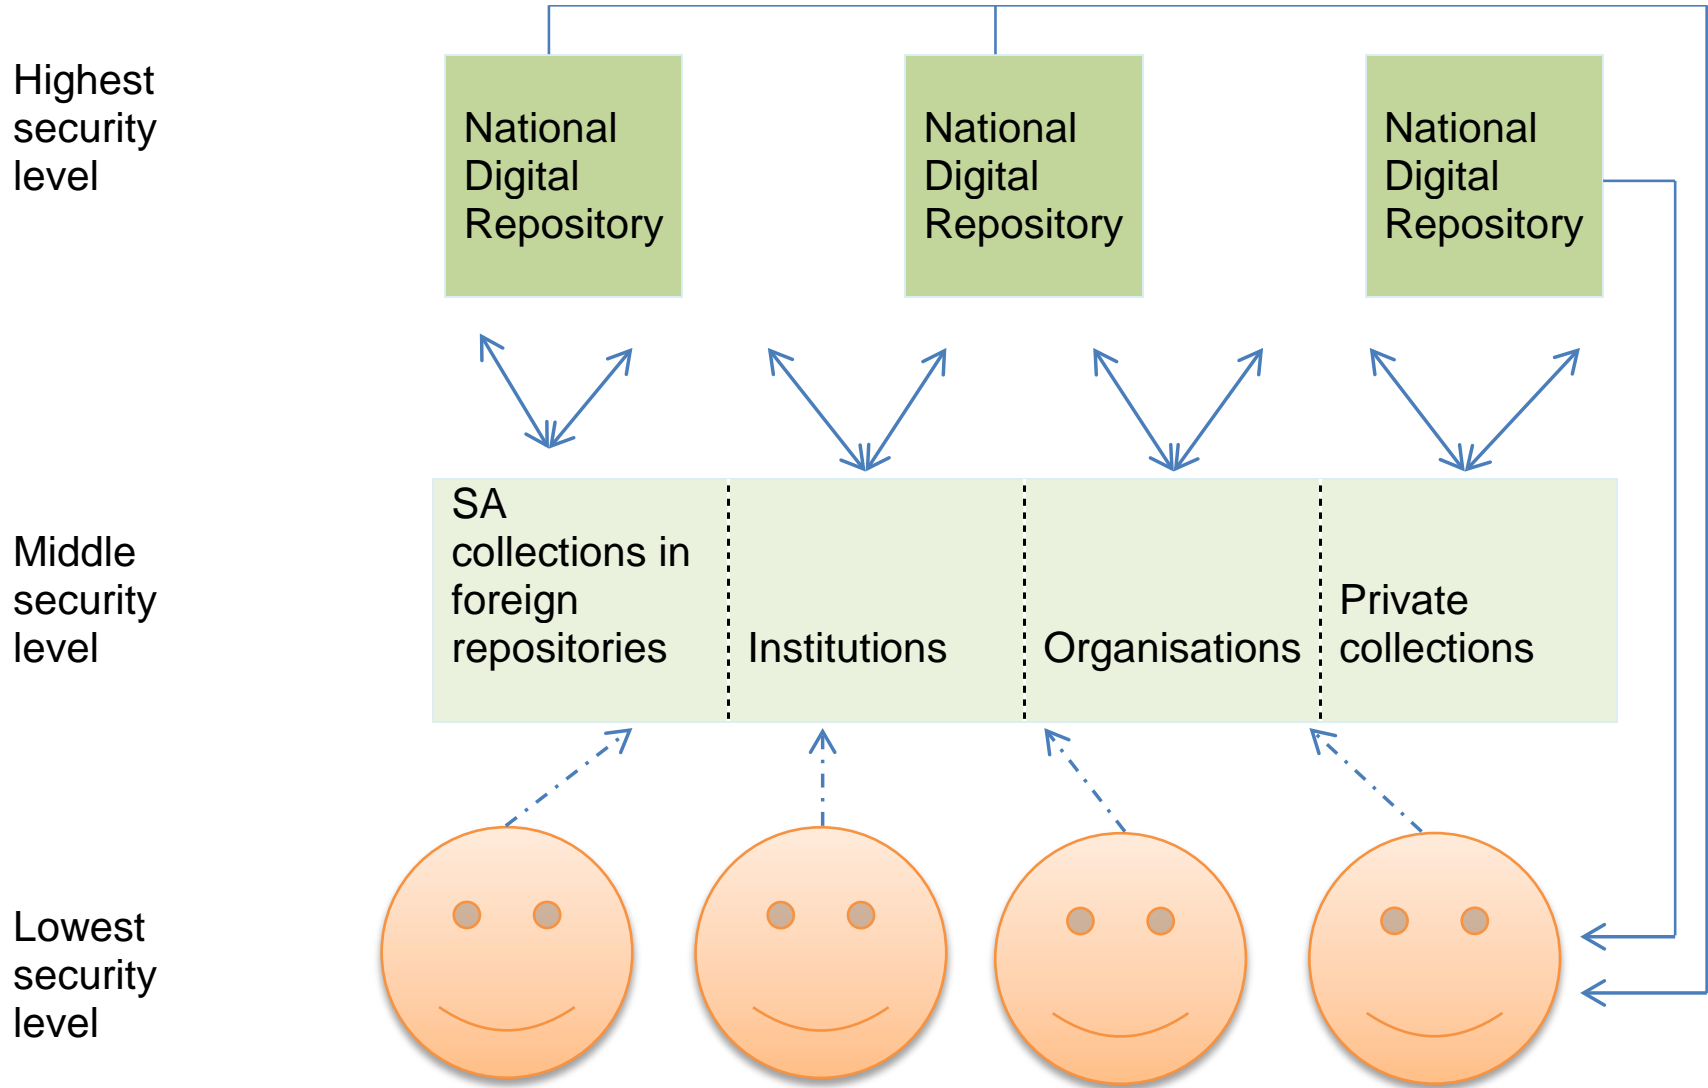 Highest
security
level
National
Digital
Repository
National
Digital
Repository
National
Digital
Repository
Middle
security
level
SA
collections in
foreign
repositories
Institutions
Organisations
Private
collections
Lowest
security
level